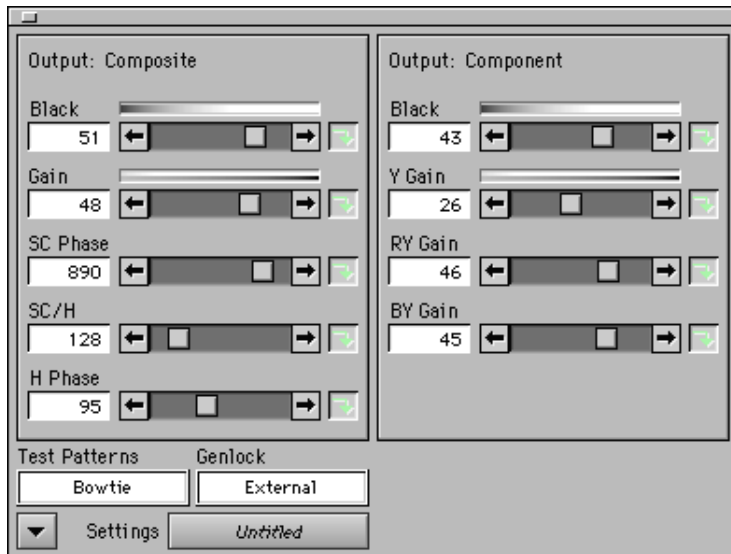 Output: Composite
Black
51
Gain
48
SC Phase
890
SC/H
128
H Phase
95
Output: Component
Black
43
Y Gain
26
RY Gain
46
BY Gain
45
Test Patterns Genlock
Bowtie External
Settings Untitled